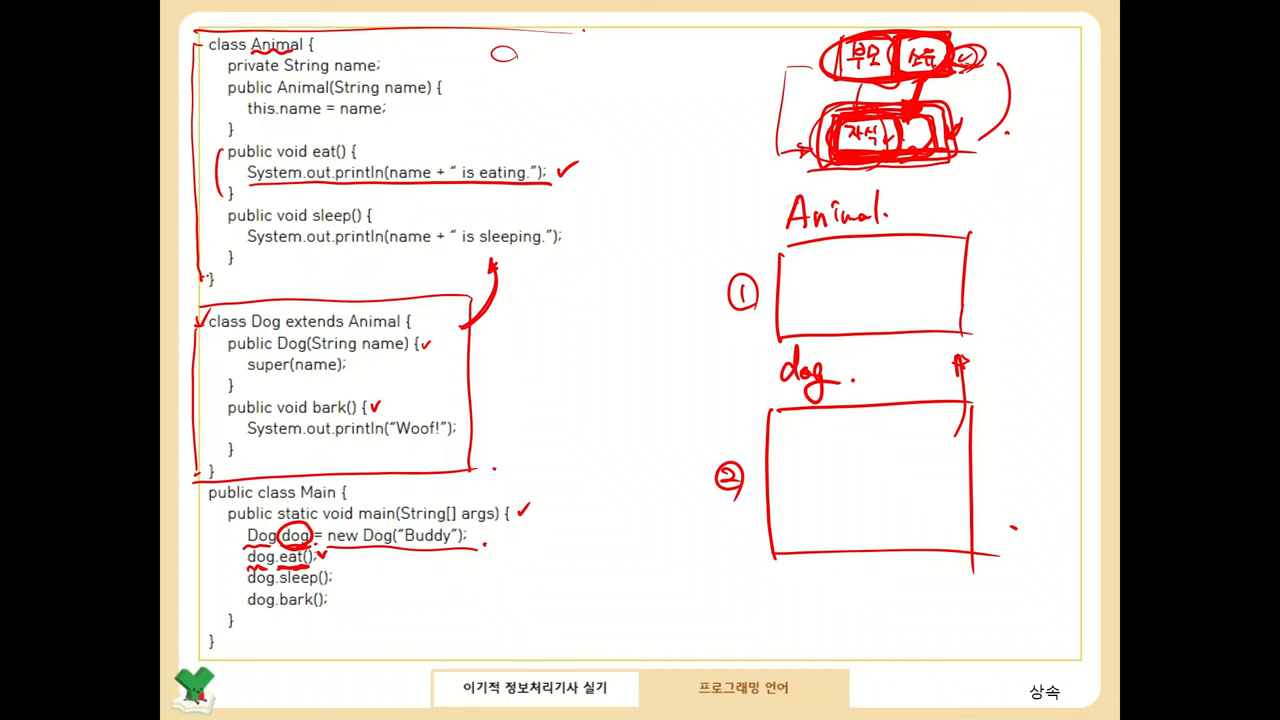 class Animal {
private String name;
public Animal(String name) {
this.name = name;
}
public void eat() {
System.out.println(name + “ is eating.”);
}
public void sleep() {
System.out.println(name + “ is sleeping.”);
}
}
class Dog extends Animal {
public Dog(String name) {
super(name);
}
public void bark() {
System.out.println(“Woof!”);
}
}
public class Main {
public static void main(String[] args) {
Dog dog = new Dog(“Buddy”);
dog.eat();
dog.sleep();
dog.bark();
}
}
부모
자식
Animal.
①
dog.
②
이기적 정보처리기사 실기
프로그래밍 언어
상속